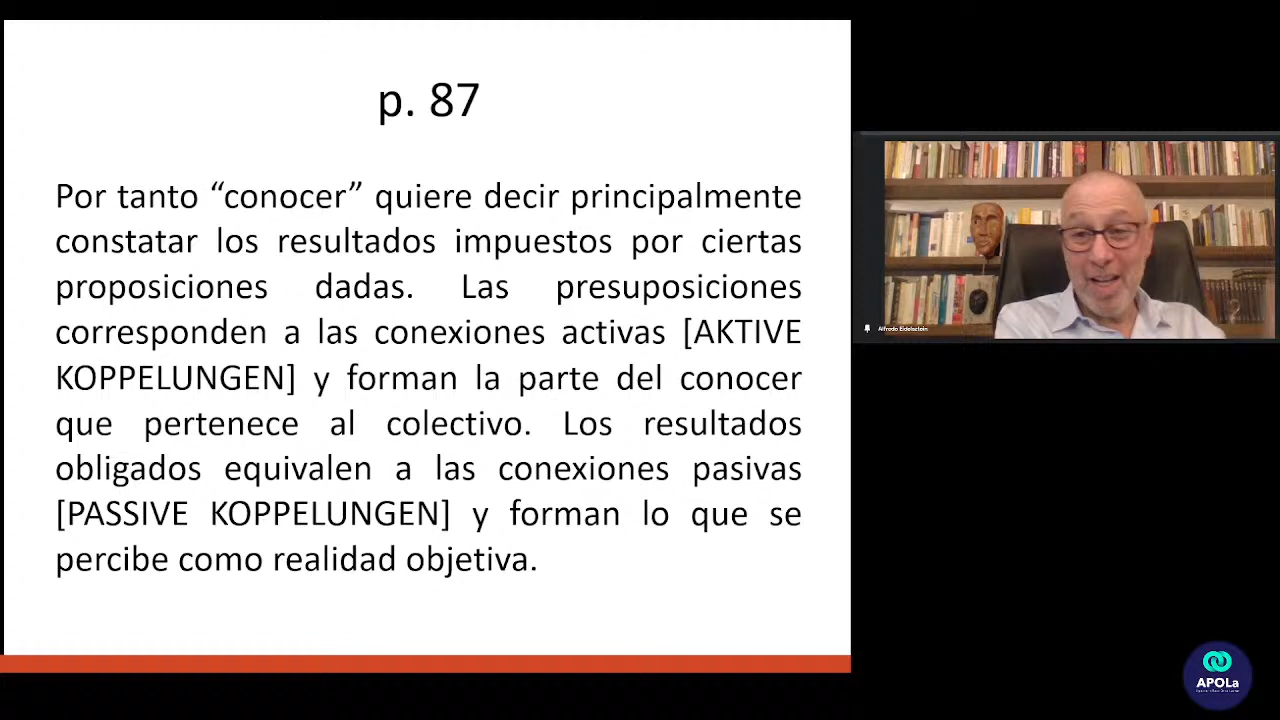 p. 87
Por tanto “conocer” quiere decir principalmente
constatar los resultados impuestos por ciertas
proposiciones dadas. Las presuposiciones
corresponden a las conexiones activas [AKTIVE
KOPPELUNGEN] y forman la parte del conocer
que pertenece al colectivo. Los resultados
obligados equivalen a las conexiones pasivas
[PASSIVE KOPPELUNGEN] y forman lo que se
percibe como realidad objetiva.
Alfredo Eidelsztein
APOLa